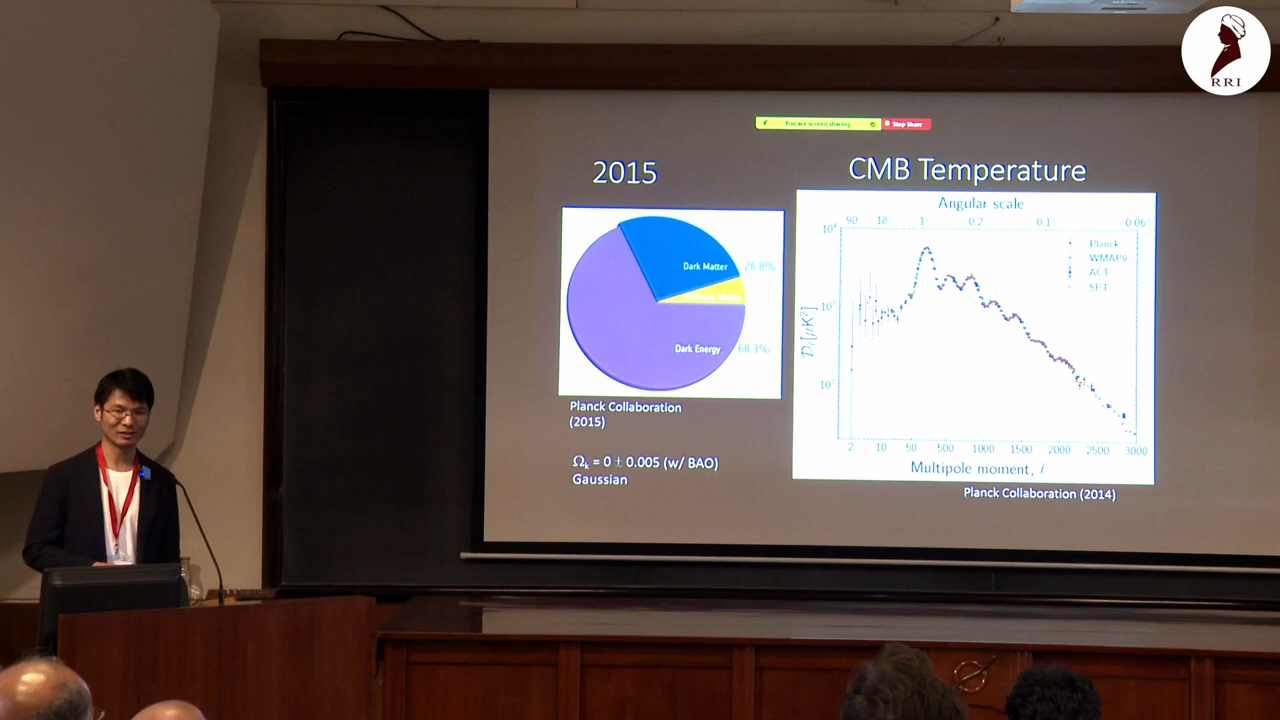 RRI
You are screen sharing
Stop Share
2015
CMB Temperature
Dark Matter
26.8%
Dark Energy
68.3%
Planck Collaboration
(2015)
Ωₖ = 0 ± 0.005 (w/ BAO)
Gaussian
Angular scale
90 18 1 0.2 0.1 0.06
Planck
WMAP9
ACT
SPT
2 10 50 500 1000 1500 2000 2500 3000
Multipole moment, ℓ
Planck Collaboration (2014)